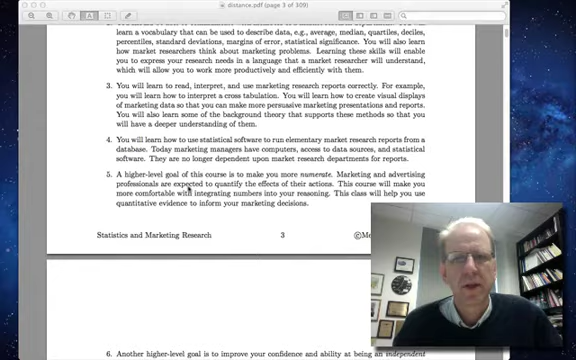 distance.pdf (page 3 of 309)
learn a vocabulary that can be used to describe data, e.g., average, median, quartiles, deciles,
percentiles, standard deviations, margins of error, statistical significance. You will also learn
how market researchers think about marketing problems. Learning these skills will enable
you to express your research needs in a language that a market researcher will understand,
which will allow you to work more productively and efficiently with them.
3. You will learn to read, interpret, and use marketing research reports correctly. For example,
you will learn how to interpret a cross tabulation. You will learn how to create visual displays
of marketing data so that you can make more persuasive marketing presentations and reports.
You will also learn some of the background theory that supports these methods so that you
will have a deeper understanding of them.
4. You will learn how to use statistical software to run elementary market research reports from a
database. Today marketing managers have computers, access to data sources, and statistical
software. They are no longer dependent upon market research departments for reports.
5. A higher-level goal of this course is to make you more numerate. Marketing and advertising
professionals are expected to quantify the effects of their actions. This course will make you
more comfortable with integrating numbers into your reasoning. This class will help you use
quantitative evidence to inform your marketing decisions.
Statistics and Marketing Research 3 ©Me
6. Another higher-level goal is to improve your confidence and ability at being an independent